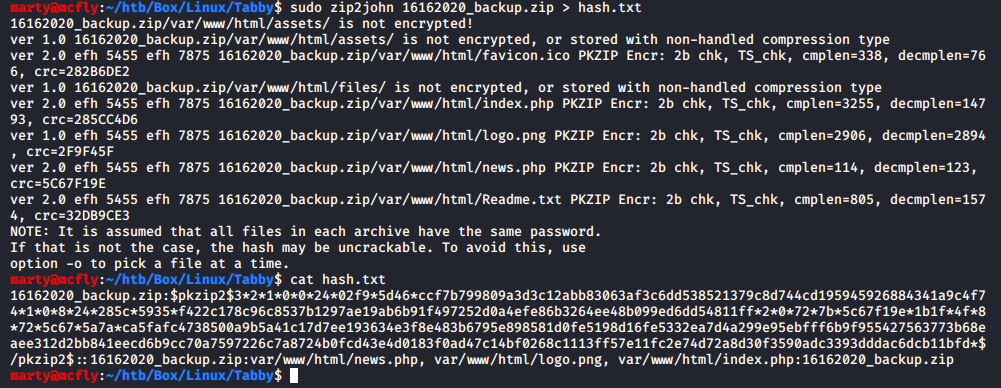 marty@mcfly:~/htb/Box/Linux/Tabby$ sudo zip2john 16162020_backup.zip > hash.txt
16162020_backup.zip/var/www/html/assets/ is not encrypted!
ver 1.0 16162020_backup.zip/var/www/html/assets/ is not encrypted, or stored with non-handled compression type
ver 2.0 efh 5455 efh 7875 16162020_backup.zip/var/www/html/favicon.ico PKZIP Encr: 2b chk, TS_chk, cmplen=338, decmplen=76
6, crc=282B6DE2
ver 1.0 16162020_backup.zip/var/www/html/files/ is not encrypted, or stored with non-handled compression type
ver 2.0 efh 5455 efh 7875 16162020_backup.zip/var/www/html/index.php PKZIP Encr: 2b chk, TS_chk, cmplen=3255, decmplen=147
93, crc=285CC4D6
ver 1.0 efh 5455 efh 7875 16162020_backup.zip/var/www/html/logo.png PKZIP Encr: 2b chk, TS_chk, cmplen=2906, decmplen=2894
, crc=2F9F45F
ver 2.0 efh 5455 efh 7875 16162020_backup.zip/var/www/html/news.php PKZIP Encr: 2b chk, TS_chk, cmplen=114, decmplen=123,
crc=5C67F19E
ver 2.0 efh 5455 efh 7875 16162020_backup.zip/var/www/html/Readme.txt PKZIP Encr: 2b chk, TS_chk, cmplen=805, decmplen=157
4, crc=32DB9CE3
NOTE: It is assumed that all files in each archive have the same password.
If that is not the case, the hash may be uncrackable. To avoid this, use
option -o to pick a file at a time.
marty@mcfly:~/htb/Box/Linux/Tabby$ cat hash.txt
16162020_backup.zip:$pkzip2$3*2*1*0*0*24*02f9*5d46*ccf7b799809a3d3c12abb83063af3c6dd538521379c8d744cd195945926884341a9c4f7
4*1*0*8*24*285c*5935*f422c178c96c8537b1297ae19ab6b91f497252d0a4efe86b3264ee48b099ed6dd54811ff*2*0*72*7b*5c67f19e*1b1f*4f*8
*72*5c67*5a7a*ca5fafc4738500a9b5a41c17d7ee193634e3f8e483b6795e898581d0fe5198d16fe5332ea7d4a299e95ebfff6b9f955427563773b68e
aee312d2bb841eecd6b9cc70a7597226c7a8724b0fcd43e4d0183f0ad47c14bf0268c1113ff57e11fc2e74d72a8d30f3590adc3393dddac6dcb11bfd*$
/pkzip2$::16162020_backup.zip:var/www/html/news.php, var/www/html/logo.png, var/www/html/index.php:16162020_backup.zip
marty@mcfly:~/htb/Box/Linux/Tabby$